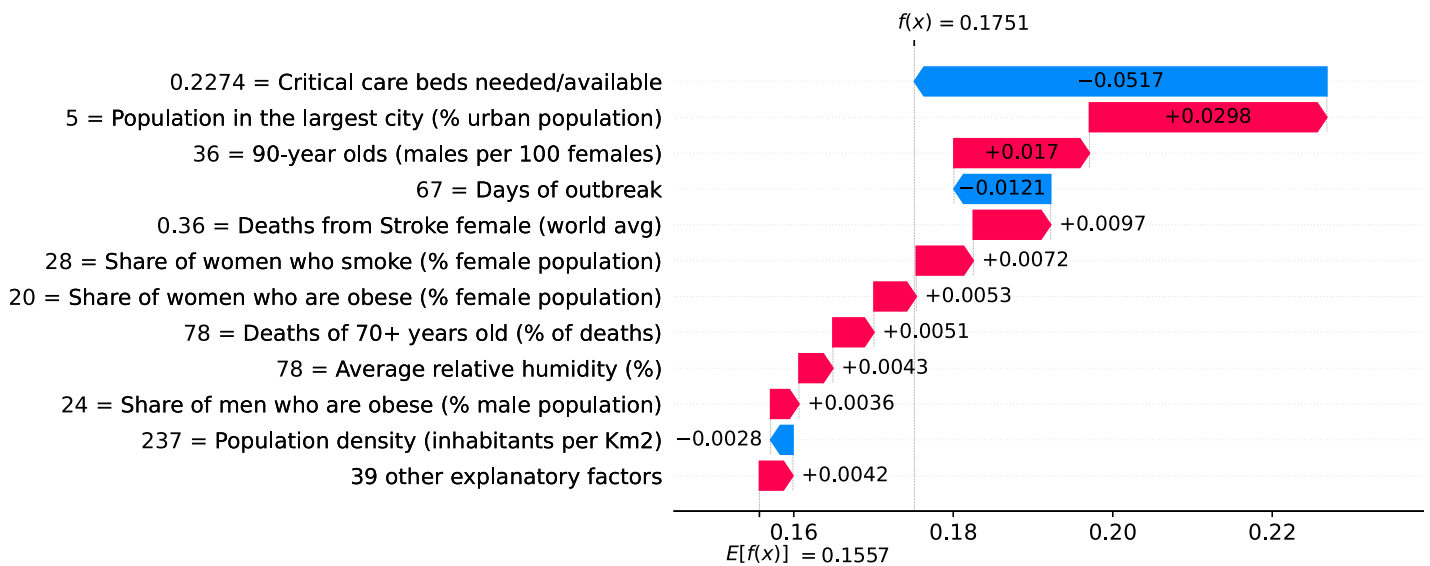 f(x) = 0.1751
0.2274 = Critical care beds needed/available
−0.0517
5 = Population in the largest city (% urban population)
+0.0298
36 = 90-year olds (males per 100 females)
+0.017
67 = Days of outbreak
−0.0121
0.36 = Deaths from Stroke female (world avg)
+0.0097
28 = Share of women who smoke (% female population)
+0.0072
20 = Share of women who are obese (% female population)
+0.0053
78 = Deaths of 70+ years old (% of deaths)
+0.0051
78 = Average relative humidity (%)
+0.0043
24 = Share of men who are obese (% male population)
+0.0036
237 = Population density (inhabitants per Km2)
−0.0028
39 other explanatory factors
+0.0042
0.16 0.18 0.20 0.22
E[f(x)] = 0.1557